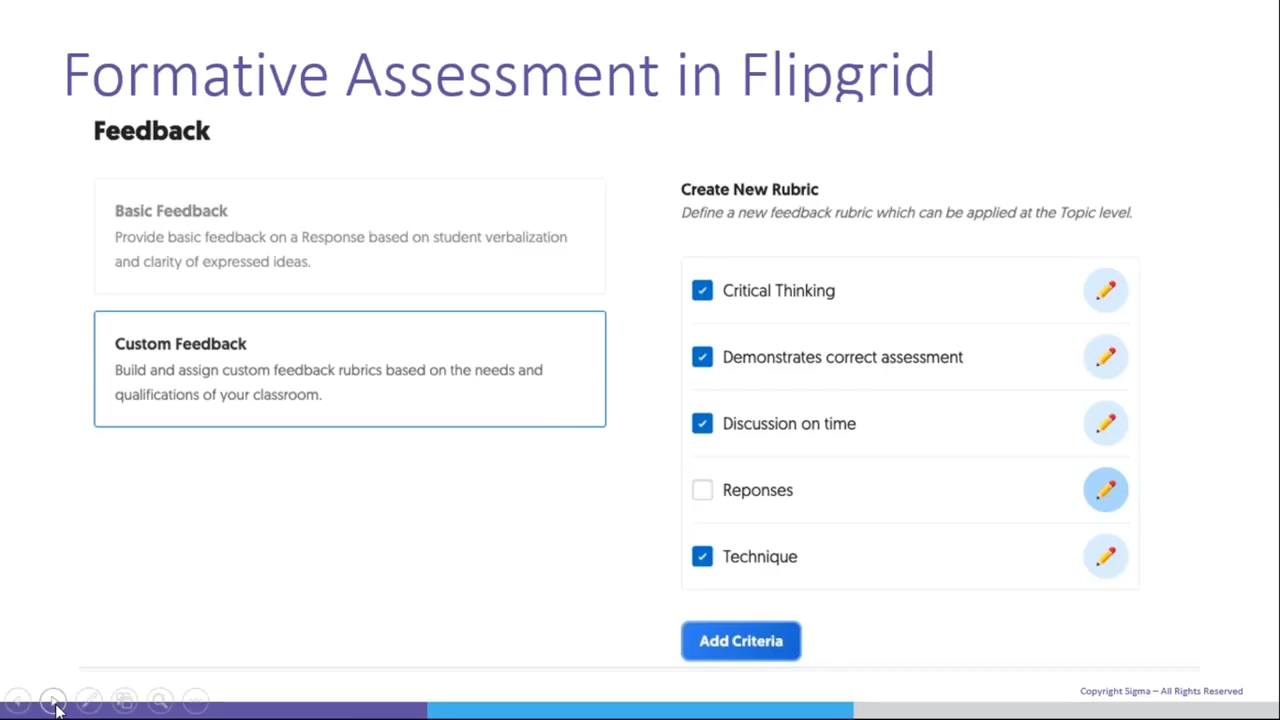 Formative Assessment in Flipgrid
Feedback
Basic Feedback
Provide basic feedback on a Response based on student verbalization
and clarity of expressed ideas.
Custom Feedback
Build and assign custom feedback rubrics based on the needs and
qualifications of your classroom.
Create New Rubric
Define a new feedback rubric which can be applied at the Topic level.
Critical Thinking
Demonstrates correct assessment
Discussion on time
Reponses
Technique
Add Criteria
Copyright Sigma – All Rights Reserved